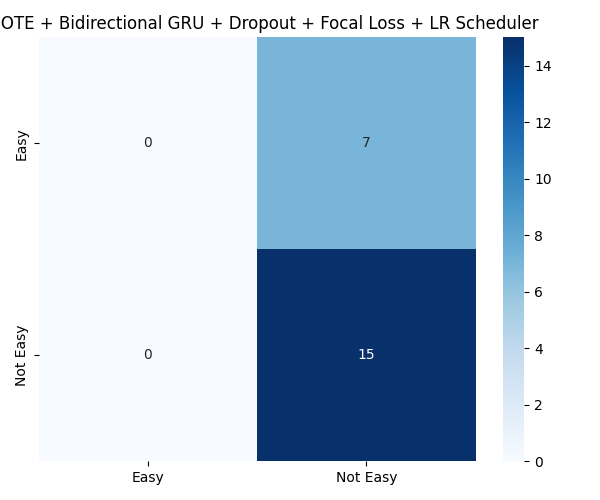 OTE + Bidirectional GRU + Dropout + Focal Loss + LR Scheduler
Easy
0
7
Not Easy
0
15
Easy
Not Easy
14
12
10
8
6
4
2
0